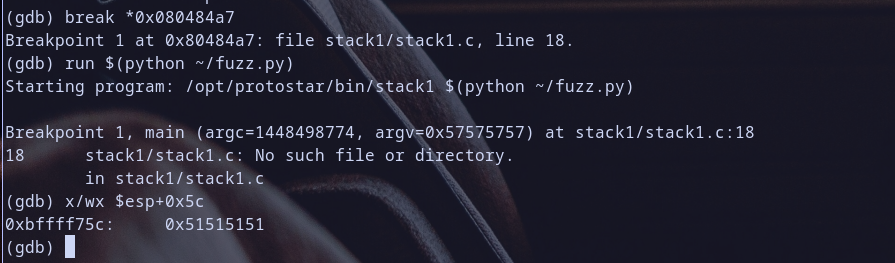 (gdb) break *0x080484a7
Breakpoint 1 at 0x80484a7: file stack1/stack1.c, line 18.
(gdb) run $(python ~/fuzz.py)
Starting program: /opt/protostar/bin/stack1 $(python ~/fuzz.py)
Breakpoint 1, main (argc=1448498774, argv=0x57575757) at stack1/stack1.c:18
18      stack1/stack1.c: No such file or directory.
        in stack1/stack1.c
(gdb) x/wx $esp+0x5c
0xbffff75c:     0x51515151
(gdb)